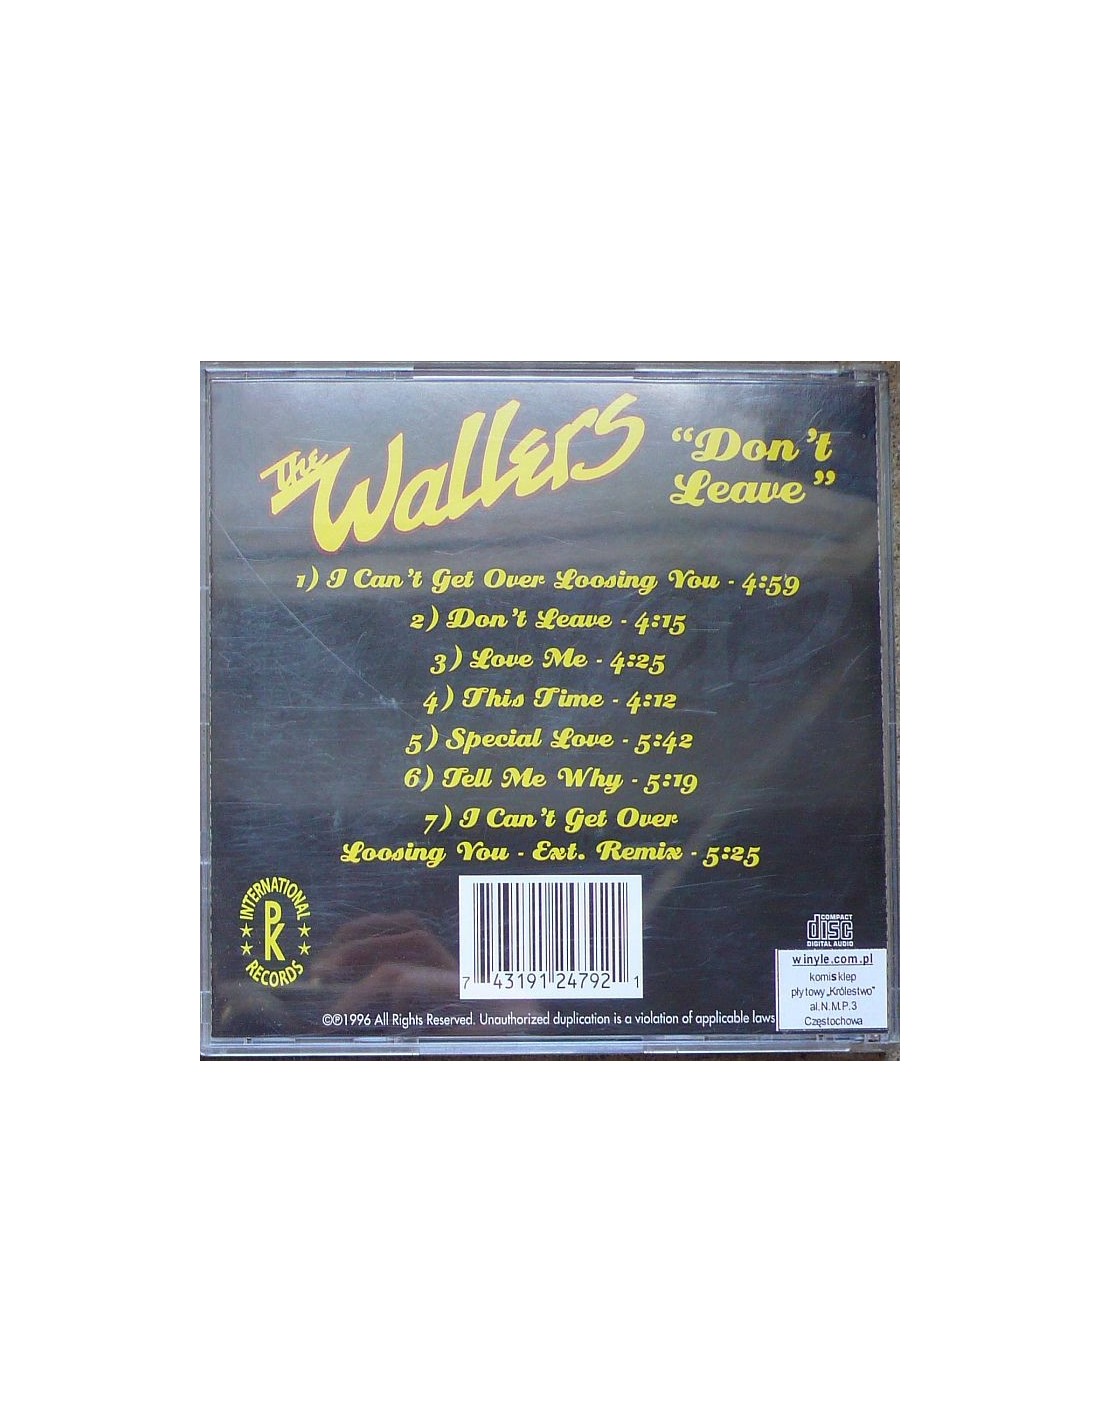 The Wallers
“Don't
Leave”
1) I Can't Get Over Loosing You - 4:59
2) Don't Leave - 4:15
3) Love Me - 4:25
4) This Time - 4:12
5) Special Love - 5:42
6) Tell Me Why - 5:19
7) I Can't Get Over
Loosing You - Ext. Remix - 5:25
INTERNATIONAL
PK
RECORDS
7 43191 24792 1
COMPACT
disc
DIGITAL AUDIO
winyle.com.pl
komis sklep
płytowy „Królestwo"
al.N.M.P.3
Częstochowa
©℗1996 All Rights Reserved. Unauthorized duplication is a violation of applicable laws